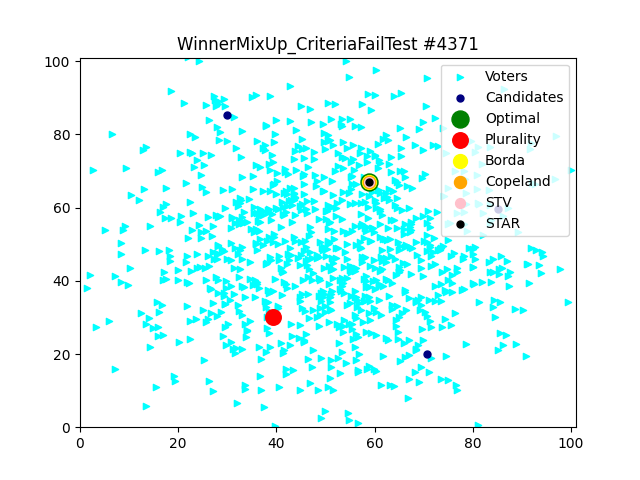 WinnerMixUp_CriteriaFailTest #4371
100
80
60
40
20
0
0 20 40 60 80 100
Voters
Candidates
Optimal
Plurality
Borda
Copeland
STV
STAR